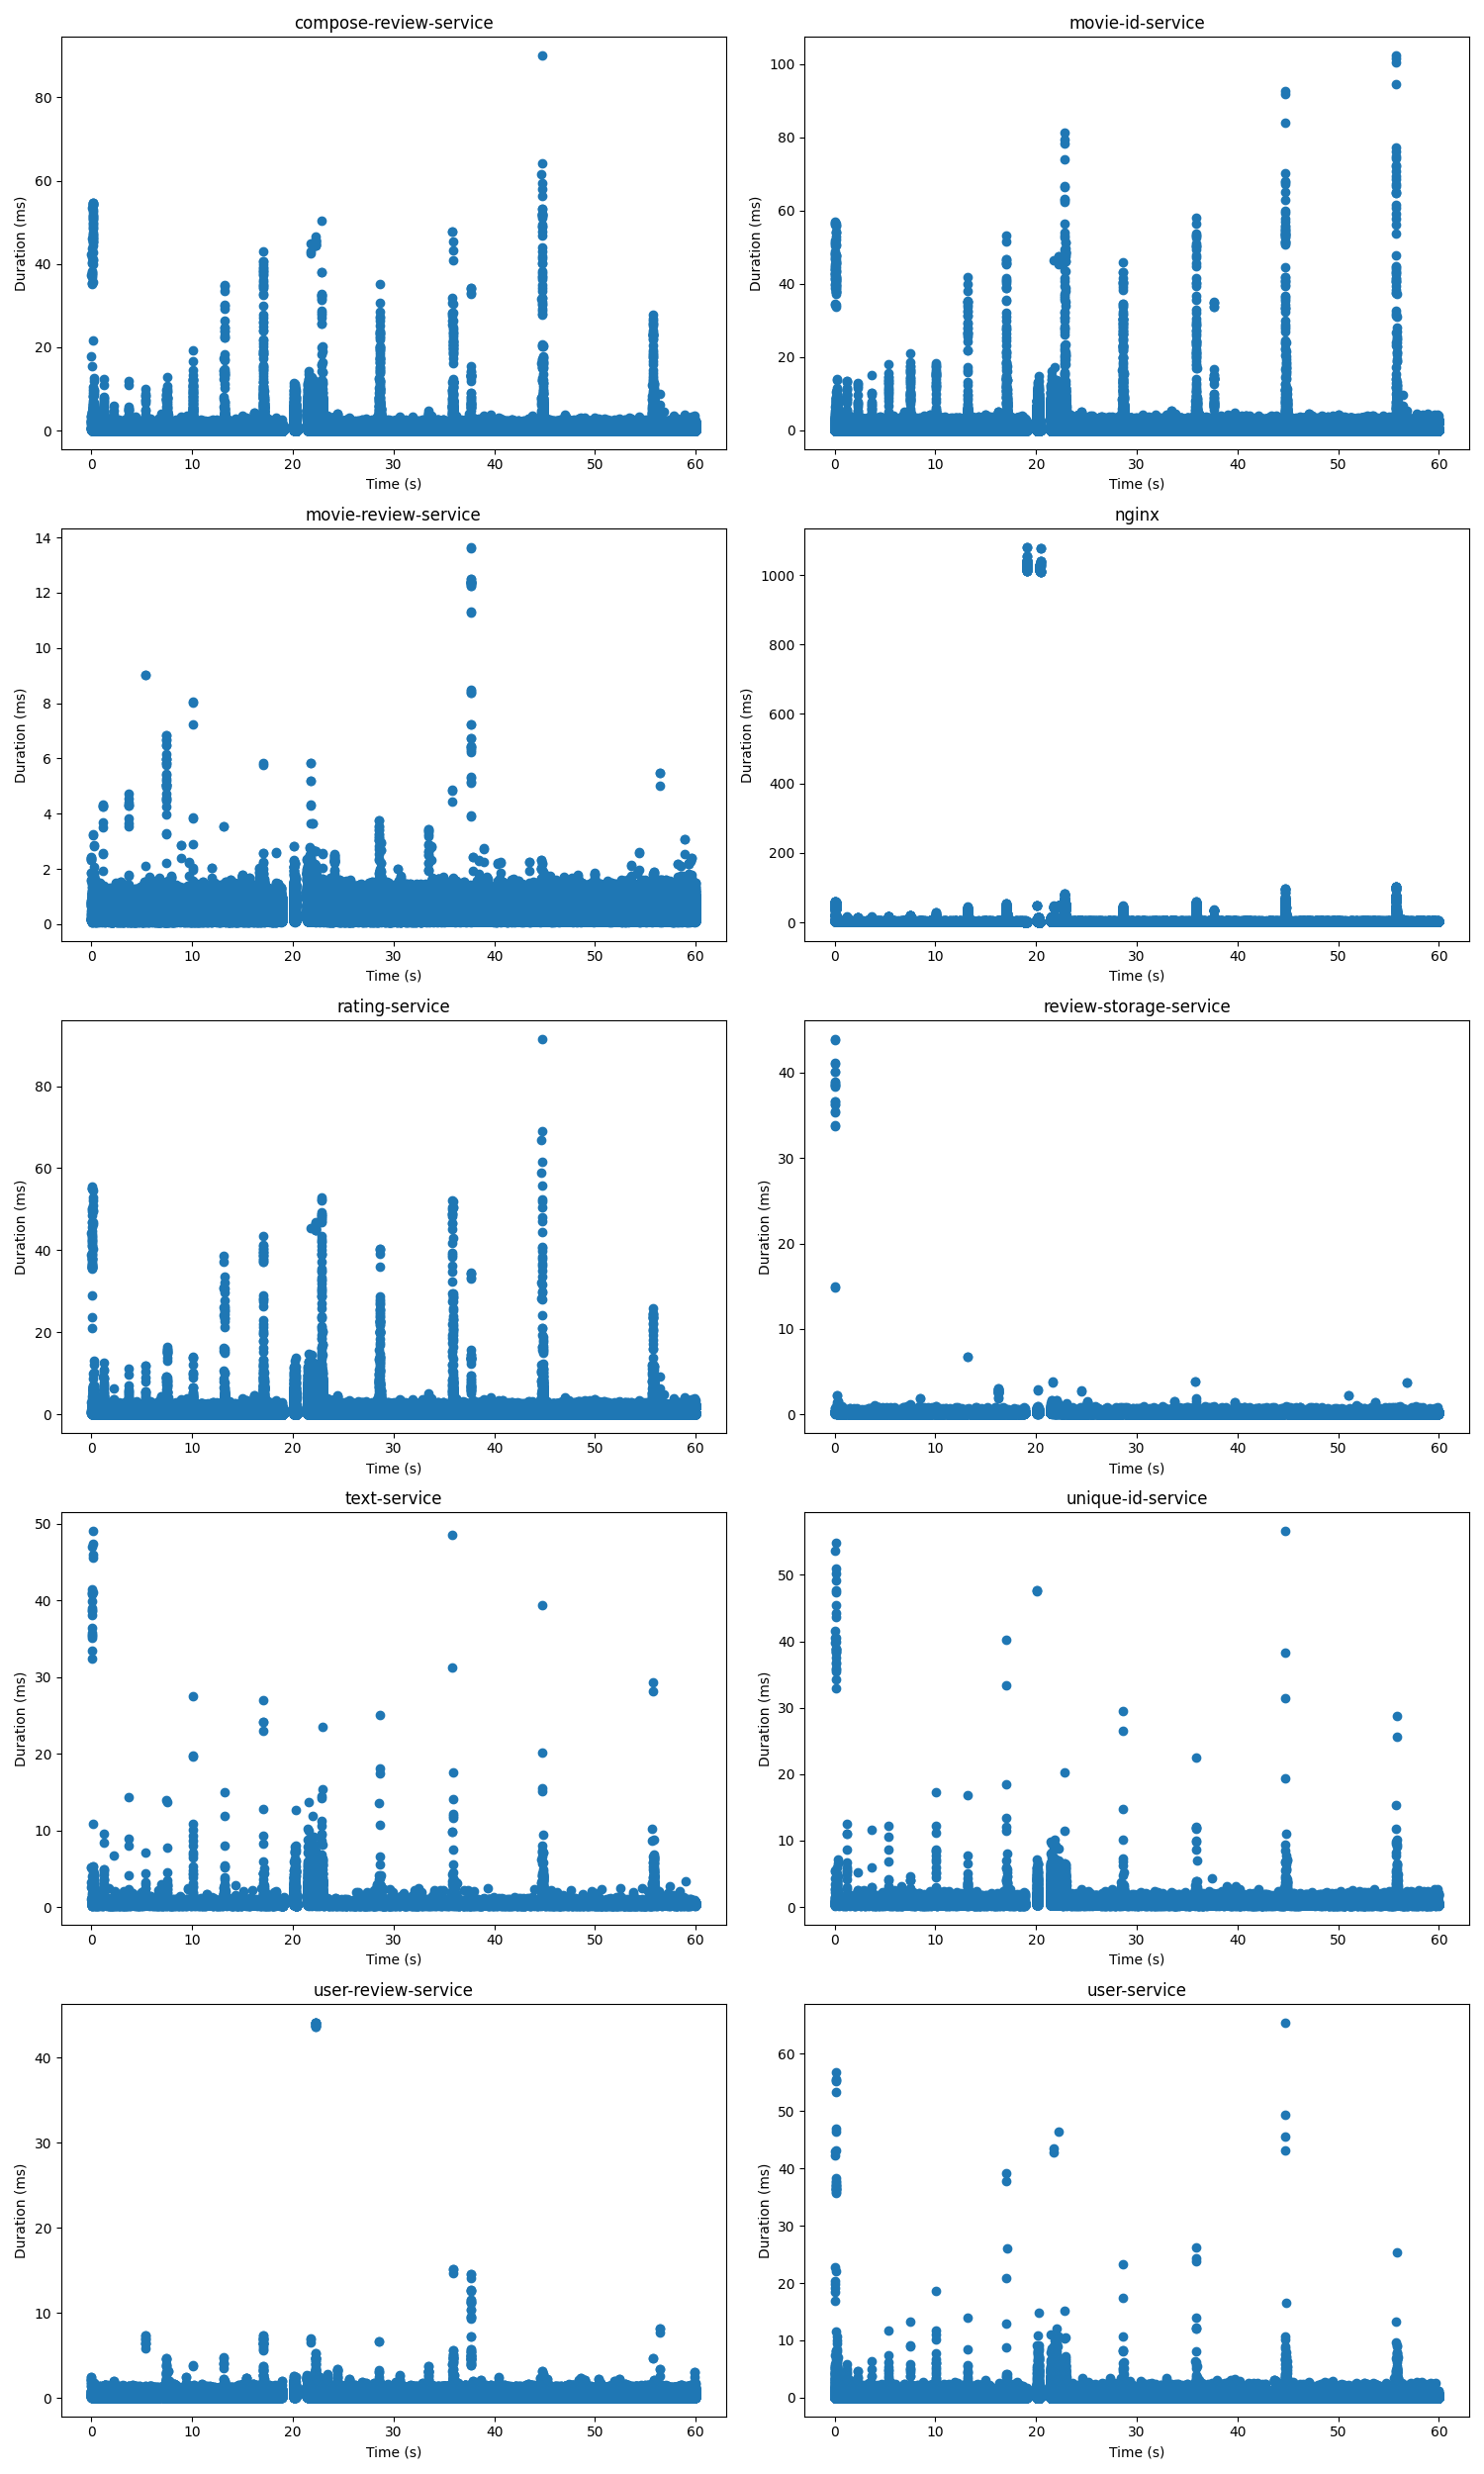 compose-review-service
Duration (ms)
80
60
40
20
0
0 10 20 30 40 50 60
Time (s)
movie-id-service
Duration (ms)
100
80
60
40
20
0
0 10 20 30 40 50 60
Time (s)
movie-review-service
Duration (ms)
14
12
10
8
6
4
2
0
0 10 20 30 40 50 60
Time (s)
nginx
Duration (ms)
1000
800
600
400
200
0
0 10 20 30 40 50 60
Time (s)
rating-service
Duration (ms)
80
60
40
20
0
0 10 20 30 40 50 60
Time (s)
review-storage-service
Duration (ms)
40
30
20
10
0
0 10 20 30 40 50 60
Time (s)
text-service
Duration (ms)
50
40
30
20
10
0
0 10 20 30 40 50 60
Time (s)
unique-id-service
Duration (ms)
50
40
30
20
10
0
0 10 20 30 40 50 60
Time (s)
user-review-service
Duration (ms)
40
30
20
10
0
0 10 20 30 40 50 60
Time (s)
user-service
Duration (ms)
60
50
40
30
20
10
0
0 10 20 30 40 50 60
Time (s)